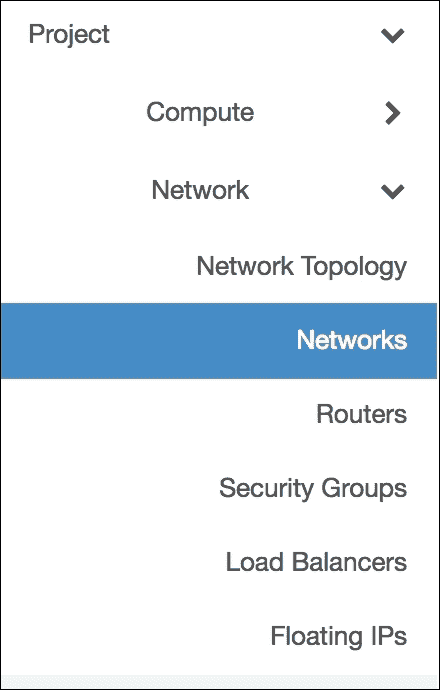 Project
Compute
Network
Network Topology
Networks
Routers
Security Groups
Load Balancers
Floating IPs